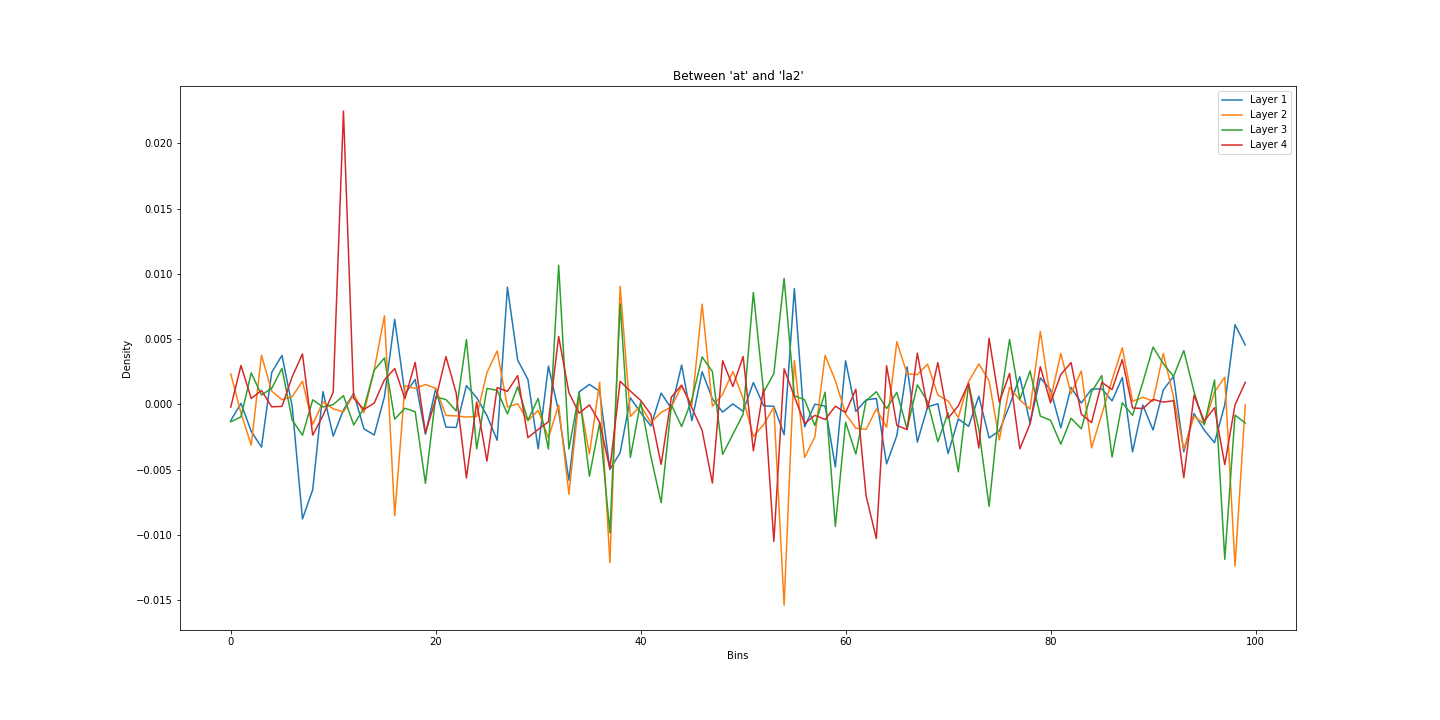 Between 'at' and 'la2'
Layer 1
Layer 2
Layer 3
Layer 4
0.020
0.015
0.010
0.005
0.000
−0.005
−0.010
−0.015
Density
0 20 40 60 80 100
Bins